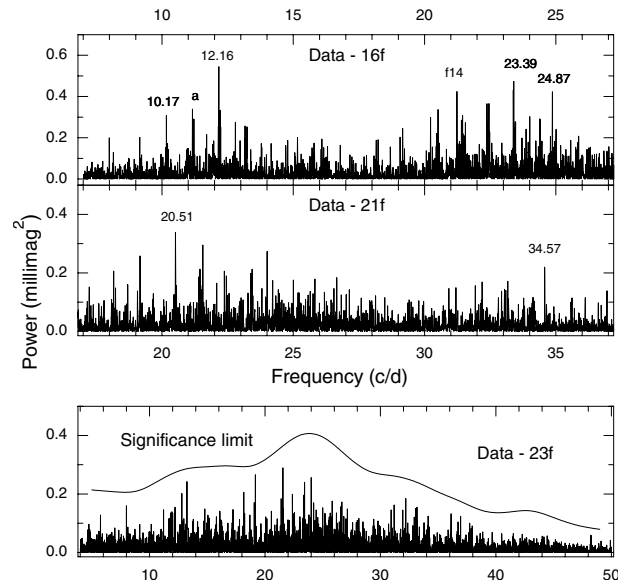 10 15 20 25
Data - 16f
0.6
0.4
0.2
0.0
10.17
a
12.16
f14
23.39
24.87
Data - 21f
0.4
0.2
0.0
20.51
34.57
20 25 30 35
Frequency (c/d)
Power (millimag²)
Significance limit
Data - 23f
0.4
0.2
0.0
10 20 30 40 50